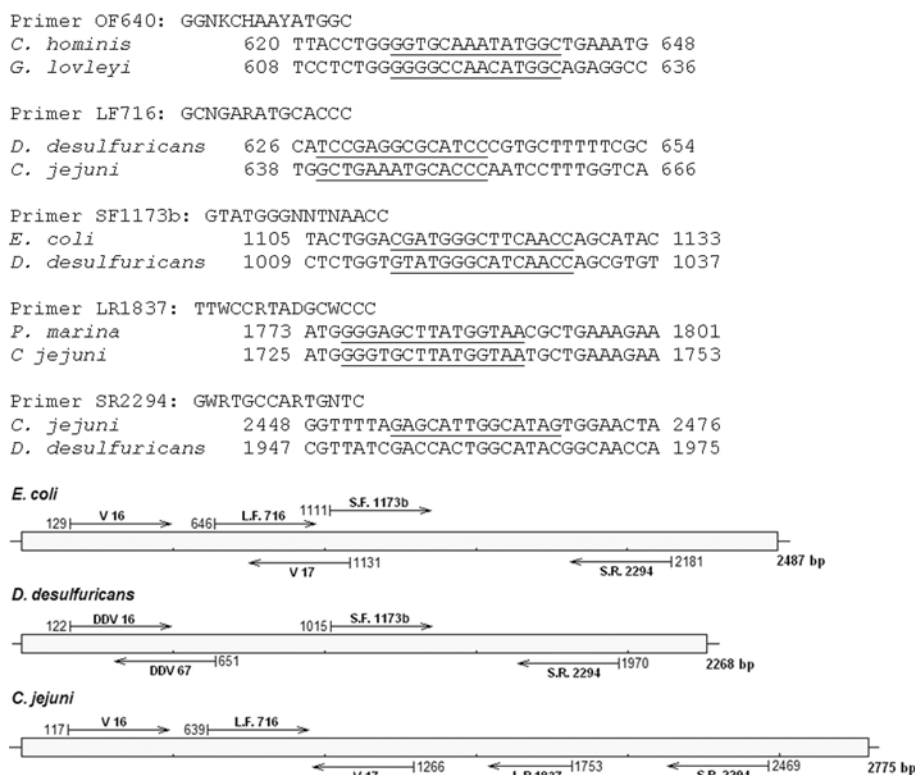 Primer OF640: GGNKCHAAYATGGC
C. hominis 620 TTACCTGGGGTGCAAATATGGCTGAAATG 648
G. lovleyi 608 TCCTCTGGGGGGCCAACATGGCAGAGGCC 636
Primer LF716: GCNGARATGCACCC
D. desulfuricans 626 CATCCGAGGCGCATCCCGTGCTTTTTCGC 654
C. jejuni 638 TGGCTGAAATGCACCCAATCCTTTGGTCA 666
Primer SF1173b: GTATGGGNNTNAACC
E. coli 1105 TACTGGACGATGGGCTTCAACCAGCATAC 1133
D. desulfuricans 1009 CTCTGGTGTATGGGCATCAACCAGCGTGT 1037
Primer LR1837: TTWCCRTADGCWCCC
P. marina 1773 ATGGGGAGCTTATGGTAACGCTGAAAGAA 1801
C jejuni 1725 ATGGGGTGCTTATGGTAATGCTGAAAGAA 1753
Primer SR2294: GWRTGCCARTGNTC
C. jejuni 2448 GGTTTTAGAGCATTGGCATAGTGGAACTA 2476
D. desulfuricans 1947 CGTTATCGACCACTGGCATACGGCAACCA 1975
E. coli
129 V 16 646 L.F. 716 1111 S.F. 1173b
V 17 1131 S.R. 2294 2181 2487 bp
D. desulfuricans
122 DDV 16 1015 S.F. 1173b
DDV 67 651 S.R. 2294 1970 2268 bp
C. jejuni
117 V 16 639 L.F. 716
V 17 1266 L.R 1837 1753 S.R. 2294 2469 2775 bp